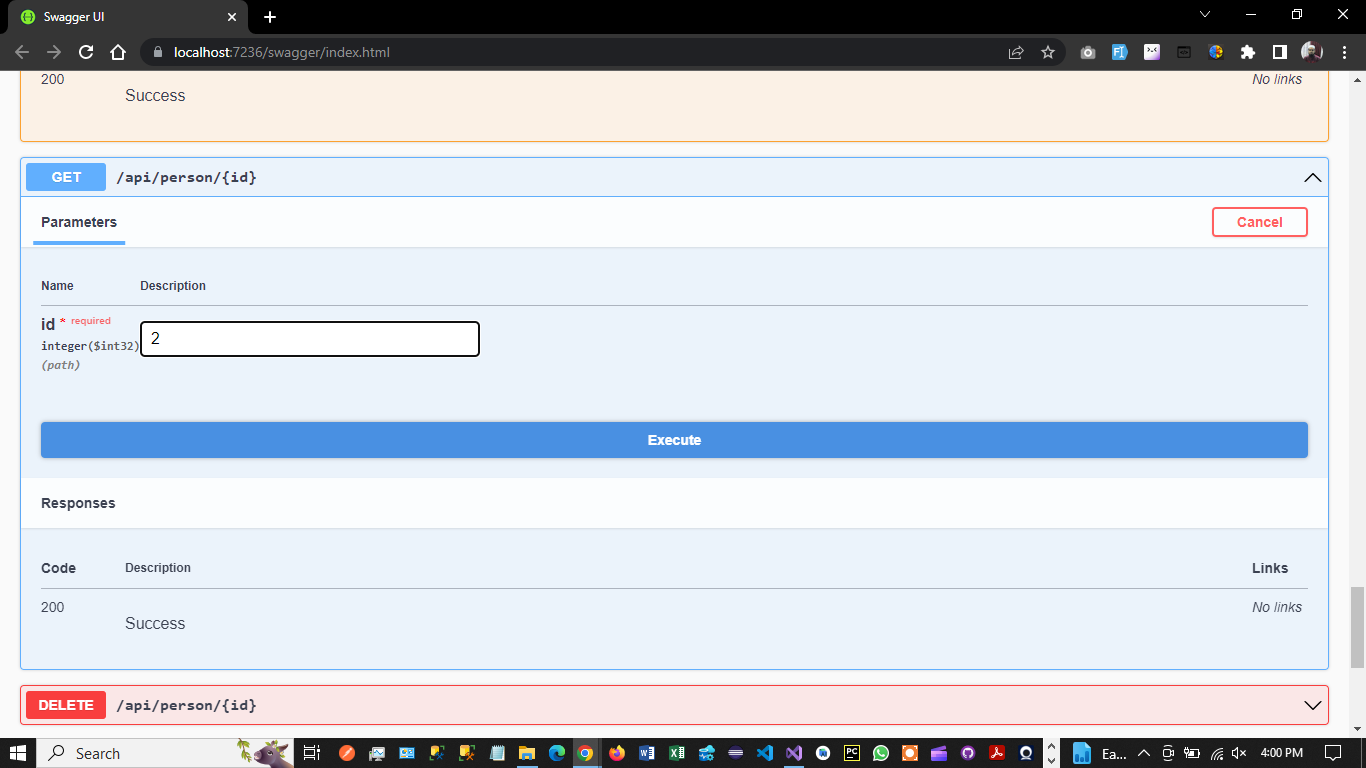 Swagger UI
localhost:7236/swagger/index.html
200
Success
No links
GET /api/person/{id}
Parameters
Cancel
Name Description
id * required
integer($int32)
(path)
2
Execute
Responses
Code Description Links
200
Success
No links
DELETE /api/person/{id}
Search
Ea...
4:00 PM